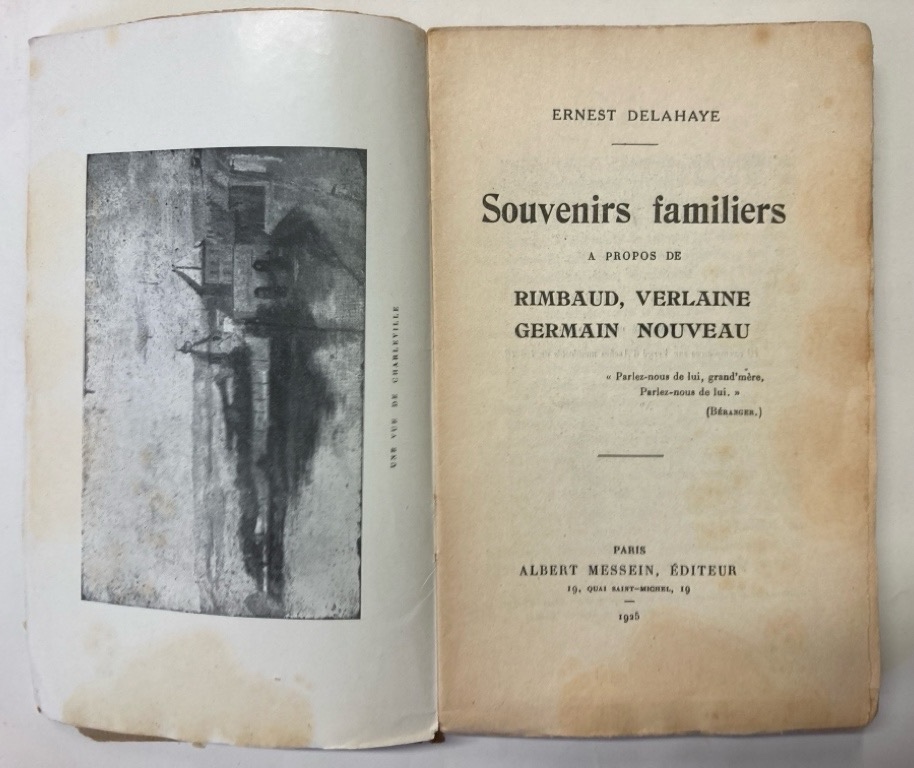 UNE VUE DE CHARLEVILLE
ERNEST DELAHAYE
Souvenirs familiers
A PROPOS DE
RIMBAUD, VERLAINE
GERMAIN NOUVEAU
« Parlez-nous de lui, grand'mère,
Parlez-nous de lui. »
(BÉRANGER.)
PARIS
ALBERT MESSEIN, ÉDITEUR
19, QUAI SAINT-MICHEL, 19
1925